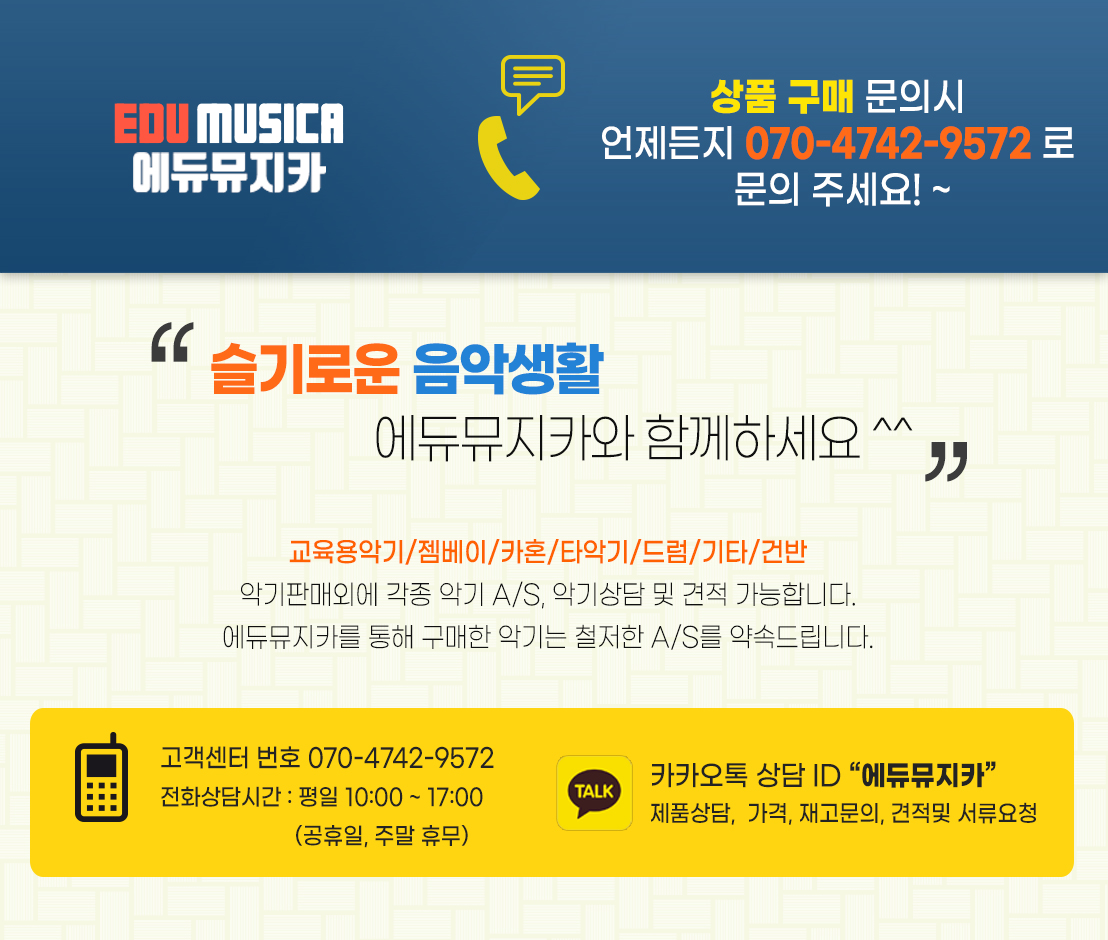 EDU MUSICA
에듀뮤지카
상품 구매 문의시
언제든지 070-4742-9572 로
문의 주세요! ~
“ 슬기로운 음악생활
에듀뮤지카와 함께하세요 ^^ ”
교육용악기/젬베이/카혼/타악기/드럼/기타/건반
악기판매외에 각종 악기 A/S, 악기상담 및 견적 가능합니다.
에듀뮤지카를 통해 구매한 악기는 철저한 A/S를 약속드립니다.
고객센터 번호 070-4742-9572
전화상담시간 : 평일 10:00 ~ 17:00
(공휴일, 주말 휴무)
TALK
카카오톡 상담 ID “에듀뮤지카”
제품상담, 가격, 재고문의, 견적및 서류요청